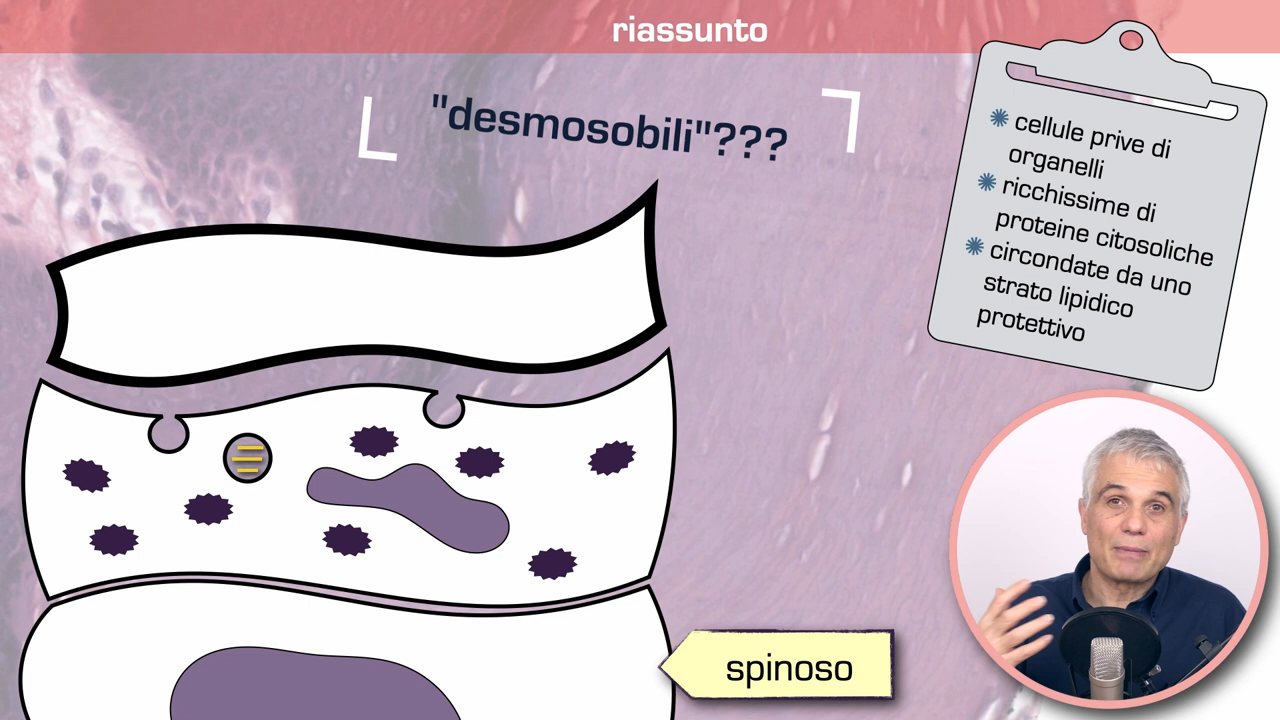 riassunto
"desmosobili"???
cellule prive di
organelli
ricchissime di
proteine citosoliche
circondate da uno
strato lipidico
protettivo
spinoso